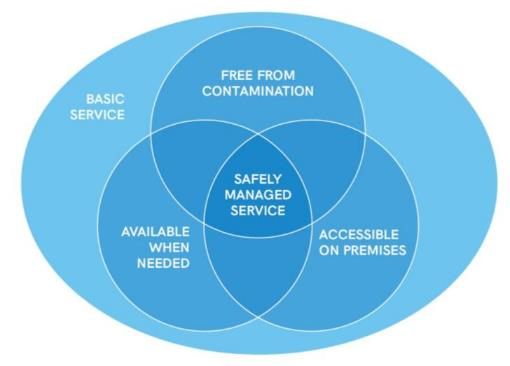 FREE FROM
CONTAMINATION
BASIC
SERVICE
SAFELY
MANAGED
SERVICE
AVAILABLE
WHEN
NEEDED
ACCESSIBLE
ON PREMISES